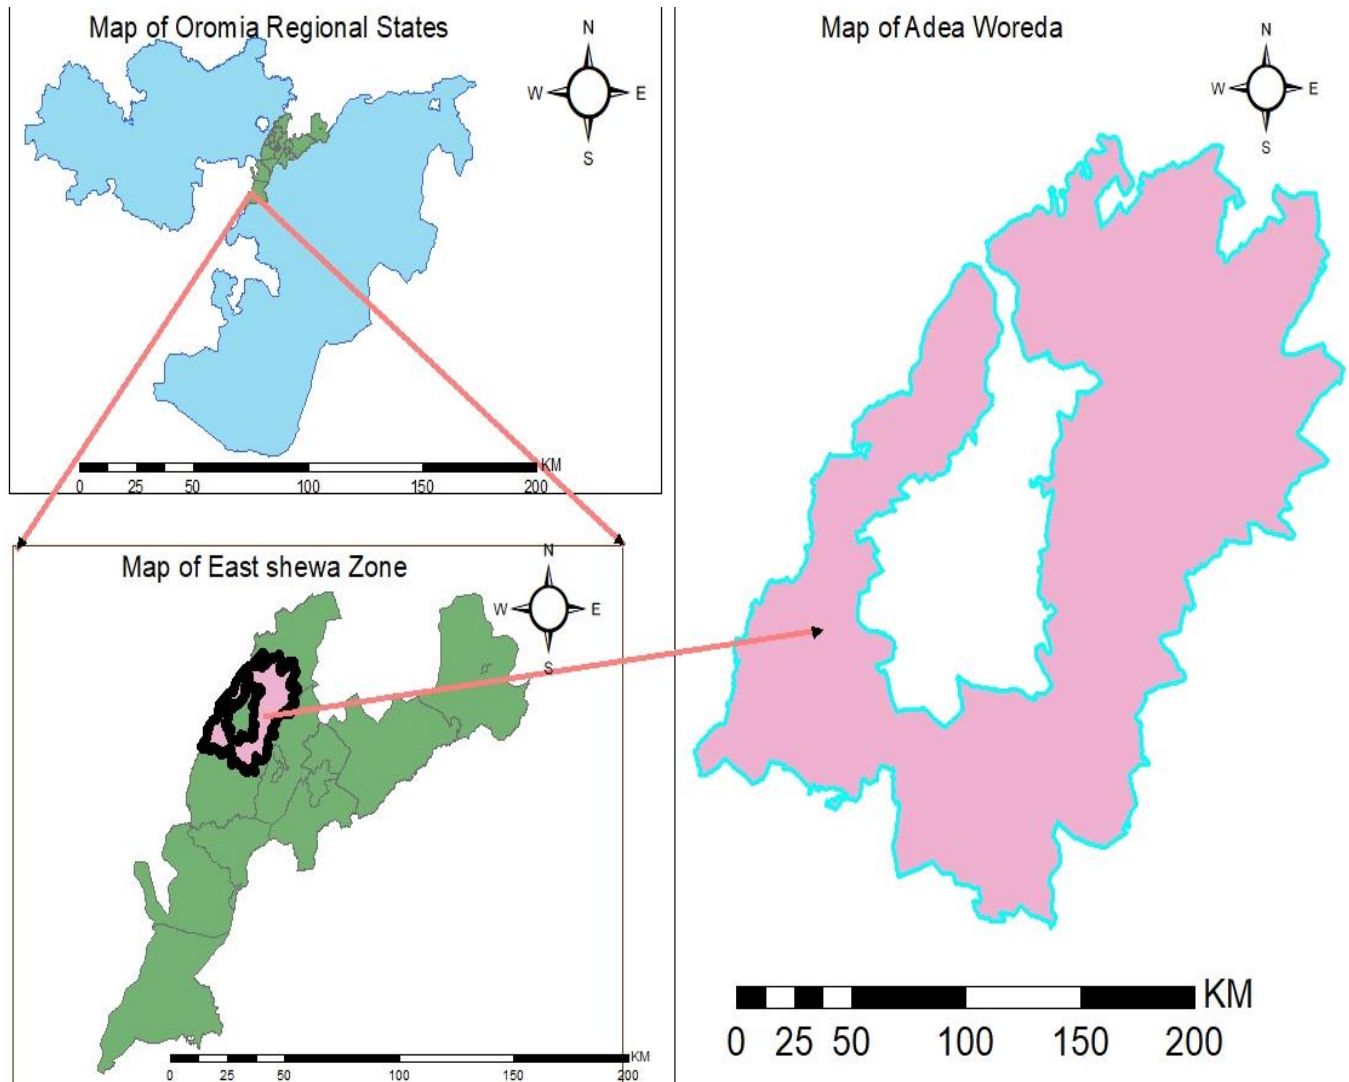 Map of Oromia Regional States
N
W E
S
KM
0 25 50 100 150 200
Map of East shewa Zone
N
W E
S
KM
0 25 50 100 150 200
Map of Adea Woreda
N
W E
S
KM
0 25 50 100 150 200